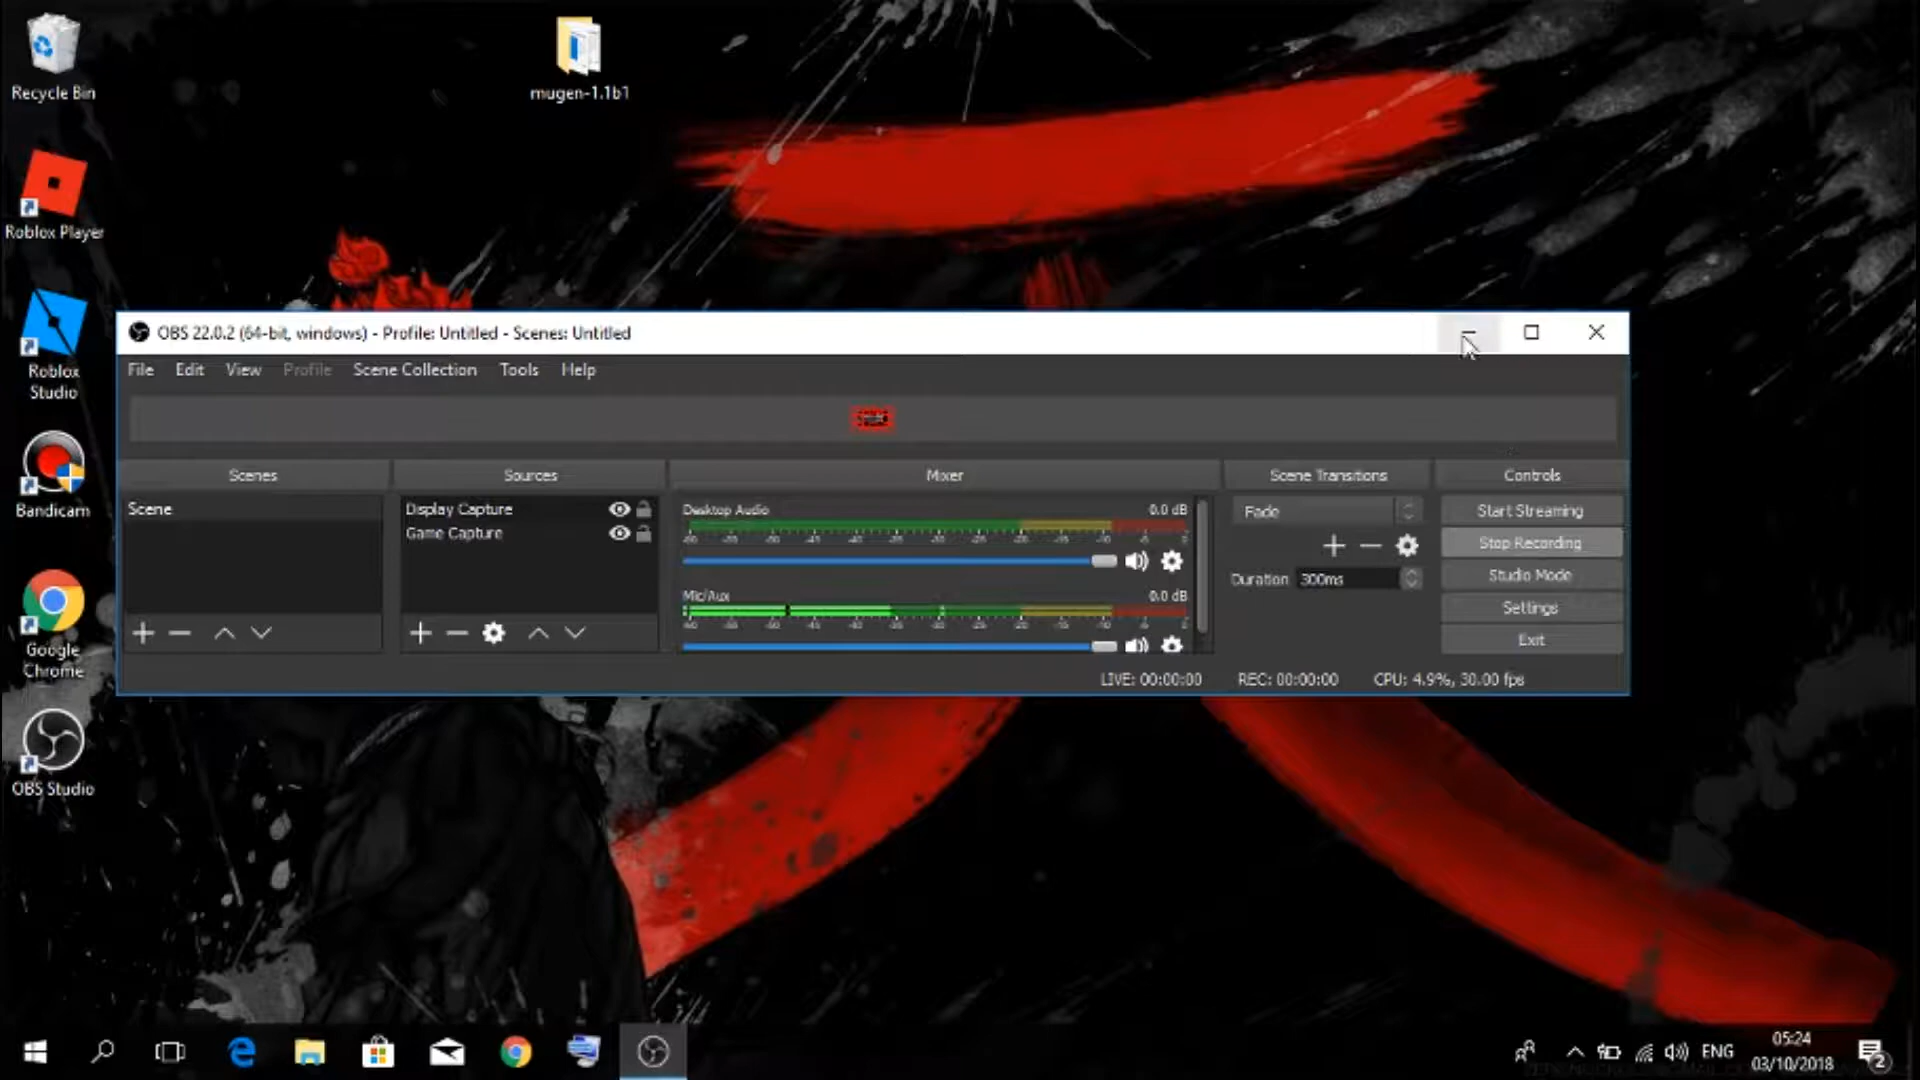 Recycle Bin
mugen-1.1b1
Roblox Player
Roblox
Studio
Bandicam
Google
Chrome
OBS Studio
OBS 22.0.2 (64-bit, windows) - Profile: Untitled - Scenes: Untitled
File Edit View Profile Scene Collection Tools Help
Scenes Sources Mixer Scene Transitions Controls
Scene
Display Capture
Game Capture
Desktop Audio 0.0 dB
Mic/Aux 0.0 dB
Fade
Duration 300ms
Start Streaming
Stop Recording
Studio Mode
Settings
Exit
LIVE: 00:00:00 REC: 00:00:00 CPU: 4.9%, 30.00 fps
ENG
05:24
03/10/2018
2